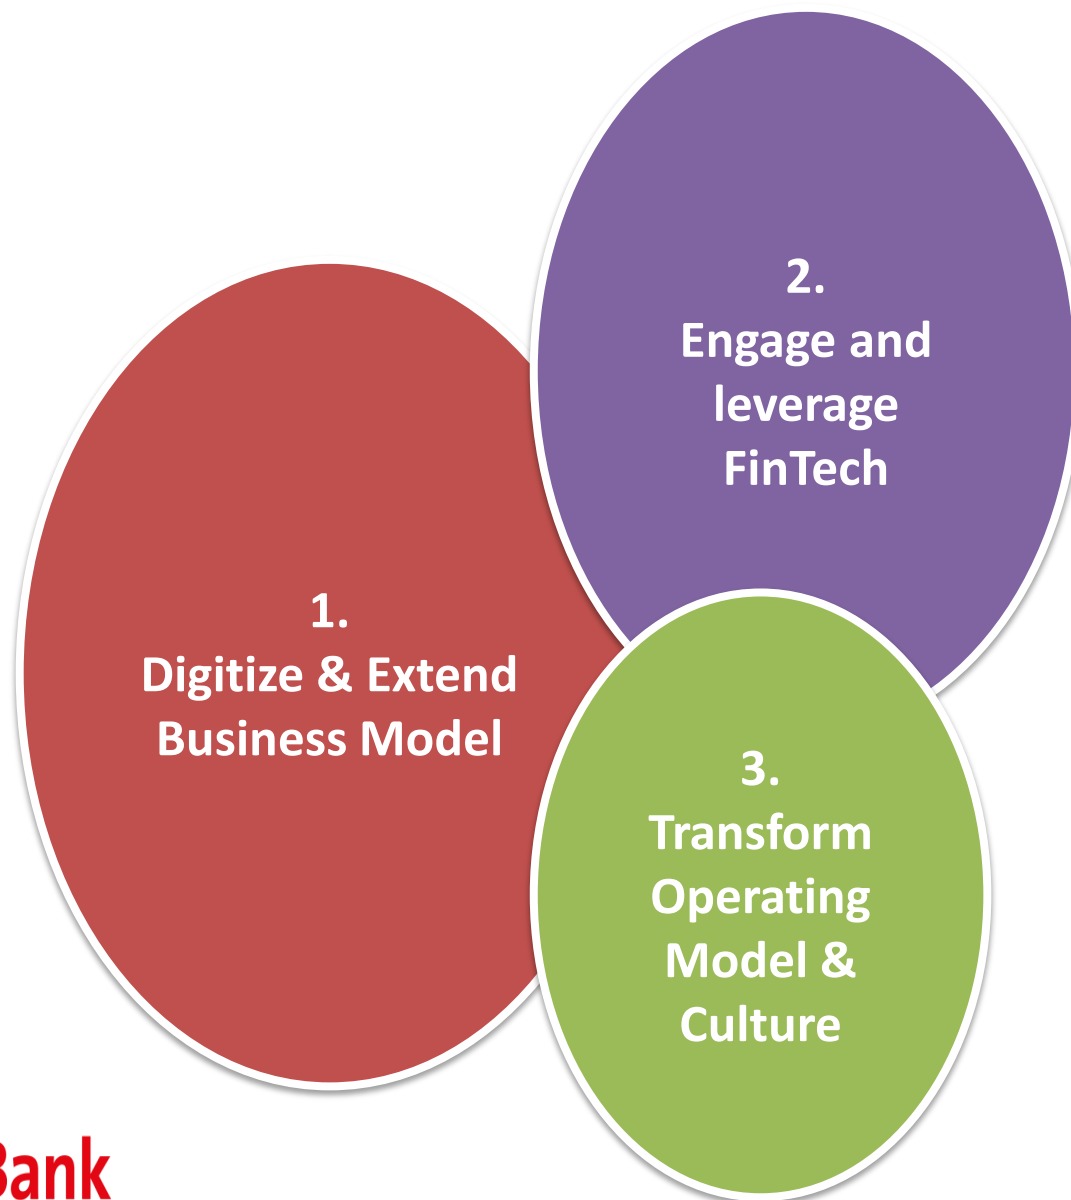 1.
Digitize & Extend
Business Model
2.
Engage and
leverage
FinTech
3.
Transform
Operating
Model &
Culture
Bank